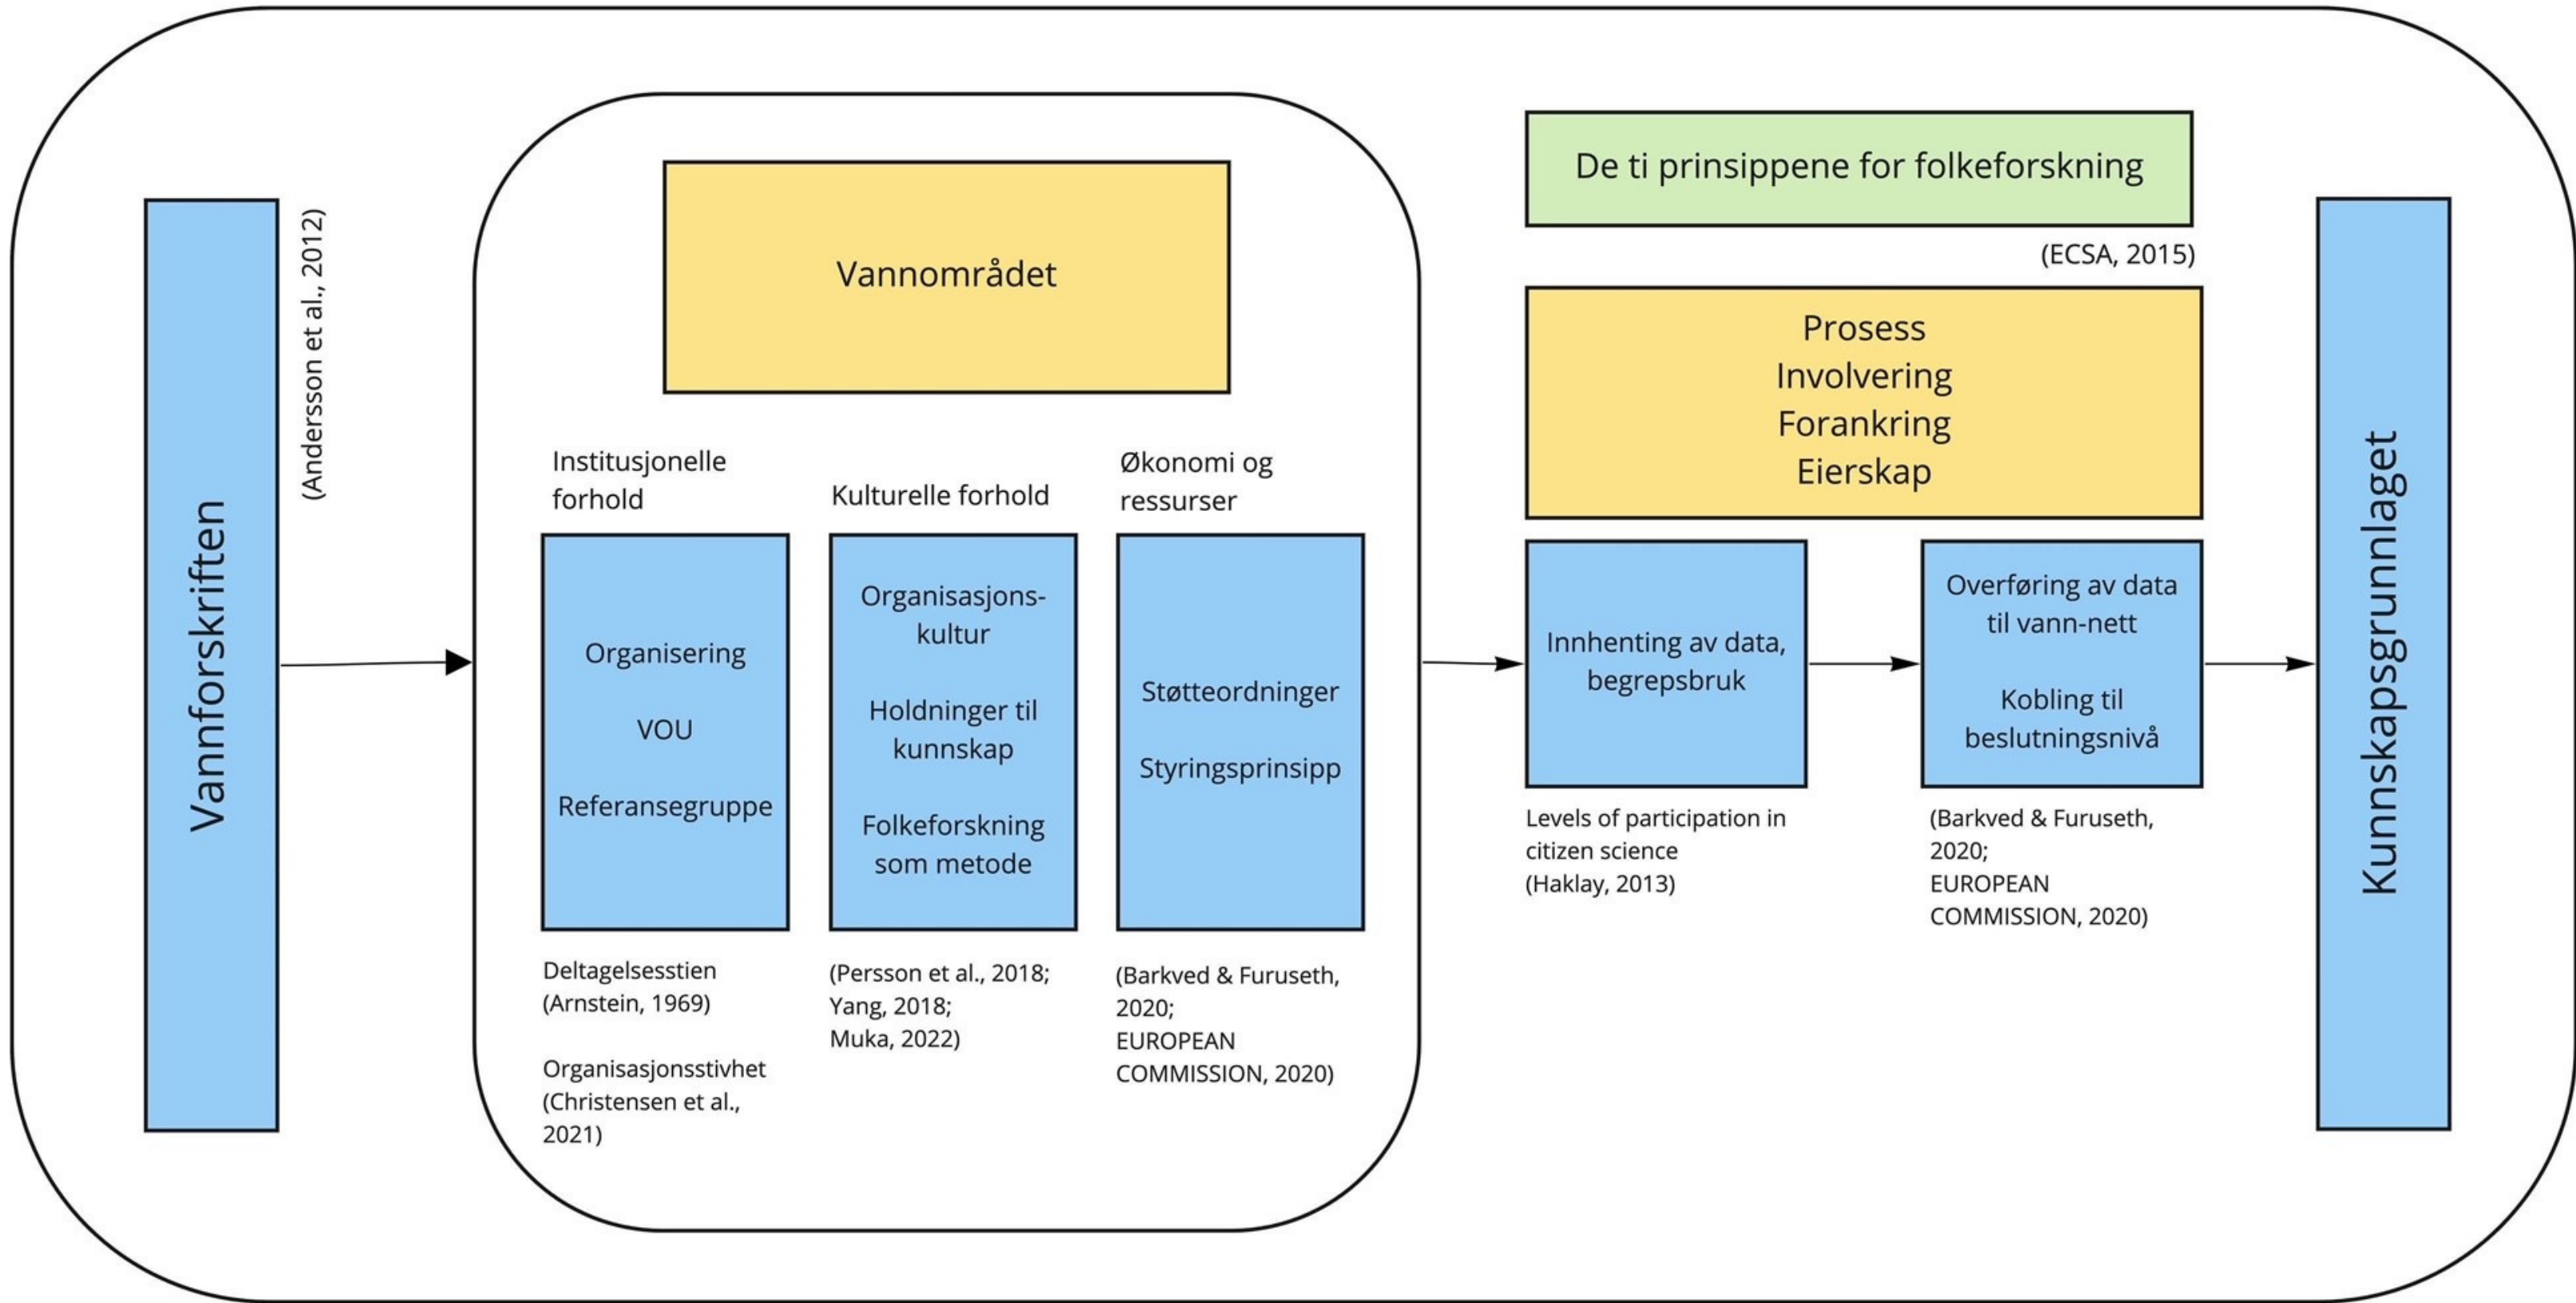 Vannforskriften
(Andersson et al., 2012)
Vannområdet
Institusjonelle
forhold
Organisering
VOU
Referansegruppe
Deltagelsesstien
(Arnstein, 1969)
Organisasjonsstivhet
(Christensen et al.,
2021)
Kulturelle forhold
Organisasjons-
kultur
Holdninger til
kunnskap
Folkeforskning
som metode
(Persson et al., 2018;
Yang, 2018;
Muka, 2022)
Økonomi og
ressurser
Støtteordninger
Styringsprinsipp
(Barkved & Furuseth,
2020;
EUROPEAN
COMMISSION, 2020)
De ti prinsippene for folkeforskning
(ECSA, 2015)
Prosess
Involvering
Forankring
Eierskap
Innhenting av data,
begrepsbruk
Levels of participation in
citizen science
(Haklay, 2013)
Overføring av data
til vann-nett
Kobling til
beslutningsnivå
(Barkved & Furuseth,
2020;
EUROPEAN
COMMISSION, 2020)
Kunnskapsgrunnlaget